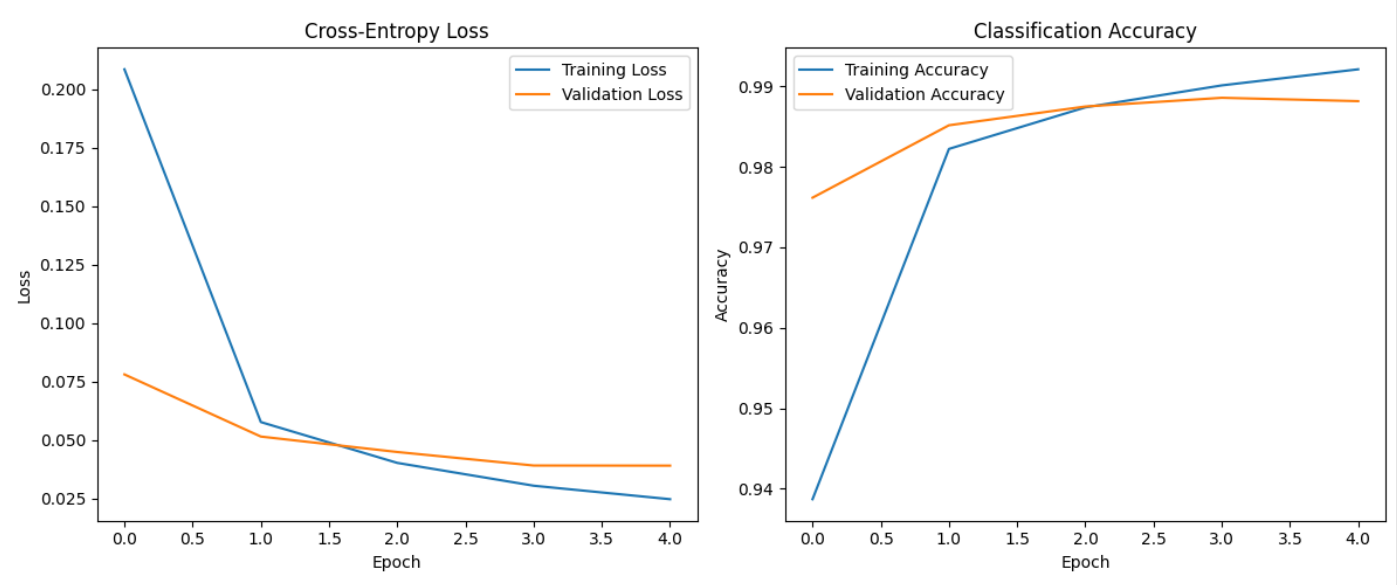 Cross-Entropy Loss
Training Loss
Validation Loss
0.200
0.175
0.150
0.125
0.100
0.075
0.050
0.025
Loss
0.0 0.5 1.0 1.5 2.0 2.5 3.0 3.5 4.0
Epoch
Classification Accuracy
Training Accuracy
Validation Accuracy
0.99
0.98
0.97
0.96
0.95
0.94
Accuracy
0.0 0.5 1.0 1.5 2.0 2.5 3.0 3.5 4.0
Epoch